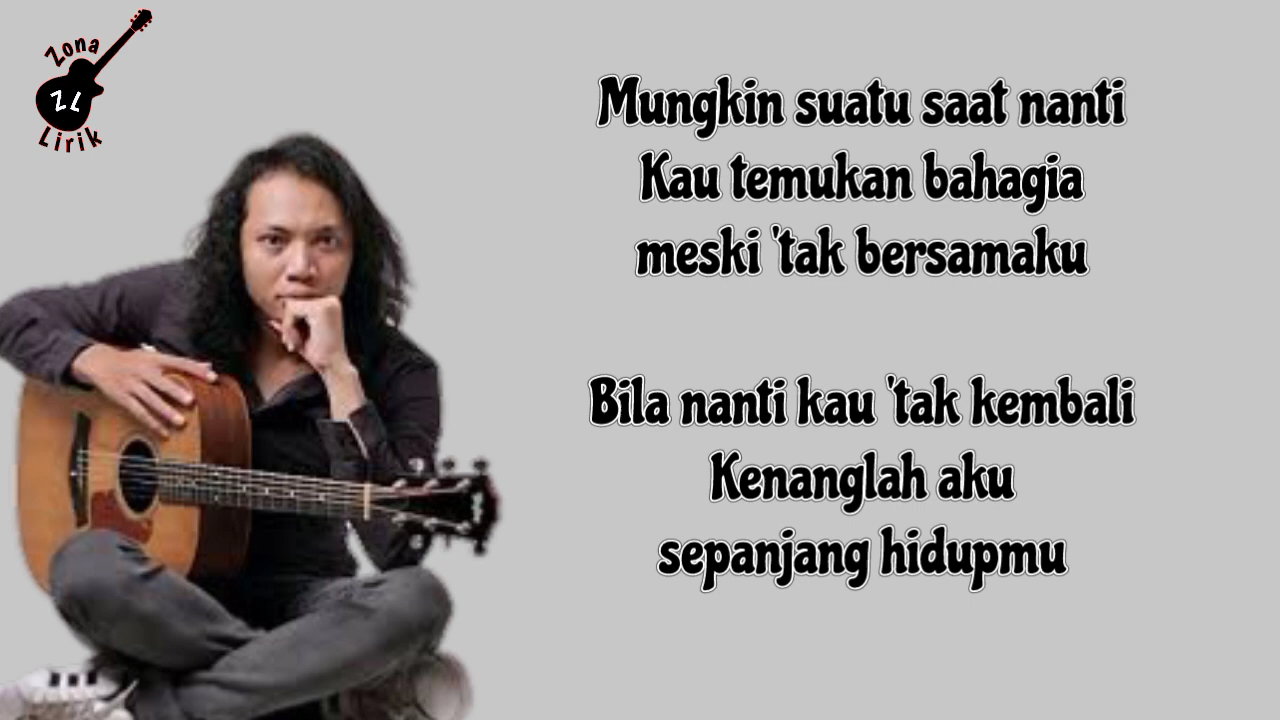 Zona
ZL
Lirik
Mungkin suatu saat nanti
Kau temukan bahagia
meski 'tak bersamaku
Bila nanti kau 'tak kembali
Kenanglah aku
sepanjang hidupmu